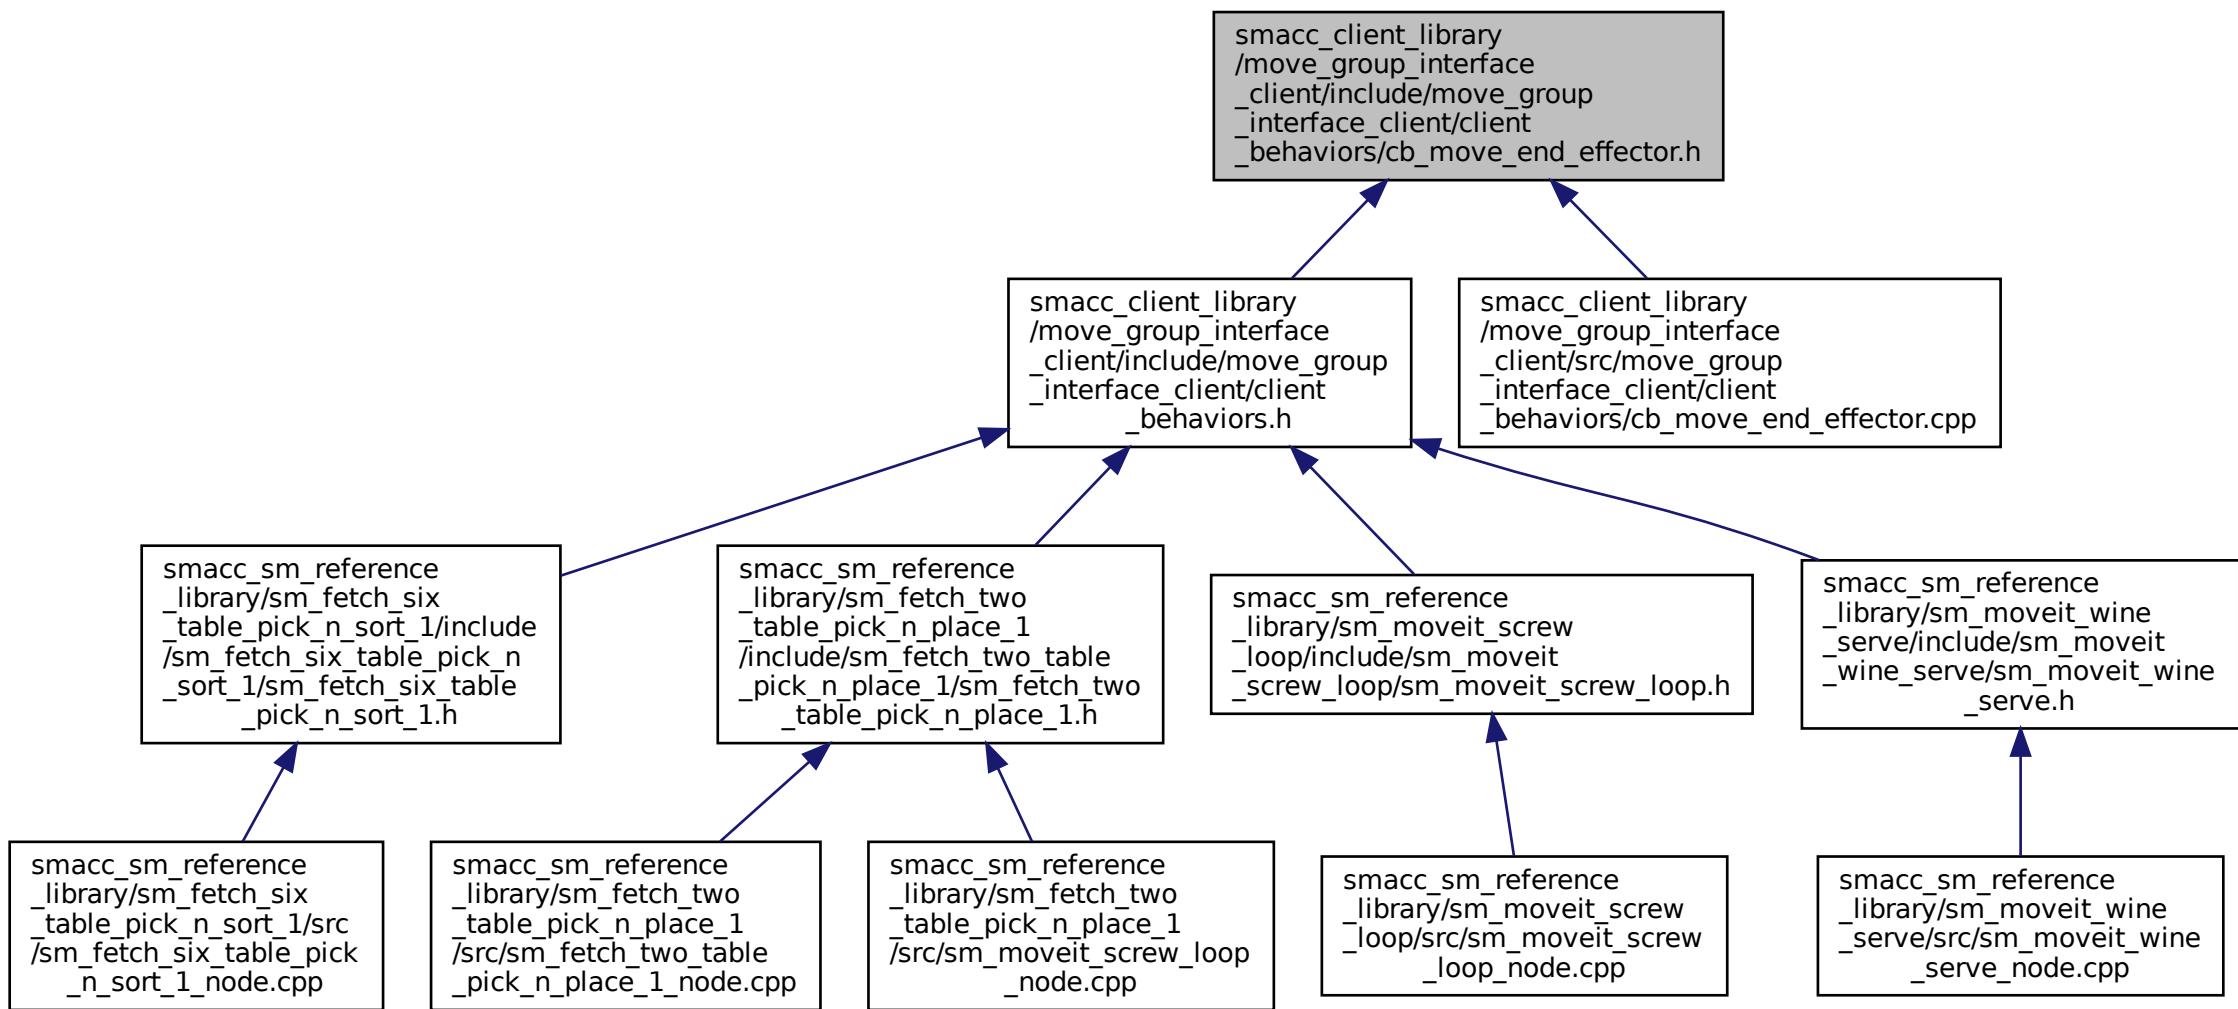 smacc_client_library
/move_group_interface
_client/include/move_group
_interface_client/client
_behaviors/cb_move_end_effector.h
smacc_client_library
/move_group_interface
_client/include/move_group
_interface_client/client
_behaviors.h
smacc_client_library
/move_group_interface
_client/src/move_group
_interface_client/client
_behaviors/cb_move_end_effector.cpp
smacc_sm_reference
_library/sm_fetch_six
_table_pick_n_sort_1/include
/sm_fetch_six_table_pick_n
_sort_1/sm_fetch_six_table
_pick_n_sort_1.h
smacc_sm_reference
_library/sm_fetch_two
_table_pick_n_place_1
/include/sm_fetch_two_table
_pick_n_place_1/sm_fetch_two
_table_pick_n_place_1.h
smacc_sm_reference
_library/sm_moveit_screw
_loop/include/sm_moveit
_screw_loop/sm_moveit_screw_loop.h
smacc_sm_reference
_library/sm_moveit_wine
_serve/include/sm_moveit
_wine_serve/sm_moveit_wine
_serve.h
smacc_sm_reference
_library/sm_fetch_six
_table_pick_n_sort_1/src
/sm_fetch_six_table_pick
_n_sort_1_node.cpp
smacc_sm_reference
_library/sm_fetch_two
_table_pick_n_place_1
/src/sm_fetch_two_table
_pick_n_place_1_node.cpp
smacc_sm_reference
_library/sm_fetch_two
_table_pick_n_place_1
/src/sm_moveit_screw_loop
_node.cpp
smacc_sm_reference
_library/sm_moveit_screw
_loop/src/sm_moveit_screw
_loop_node.cpp
smacc_sm_reference
_library/sm_moveit_wine
_serve/src/sm_moveit_wine
_serve_node.cpp